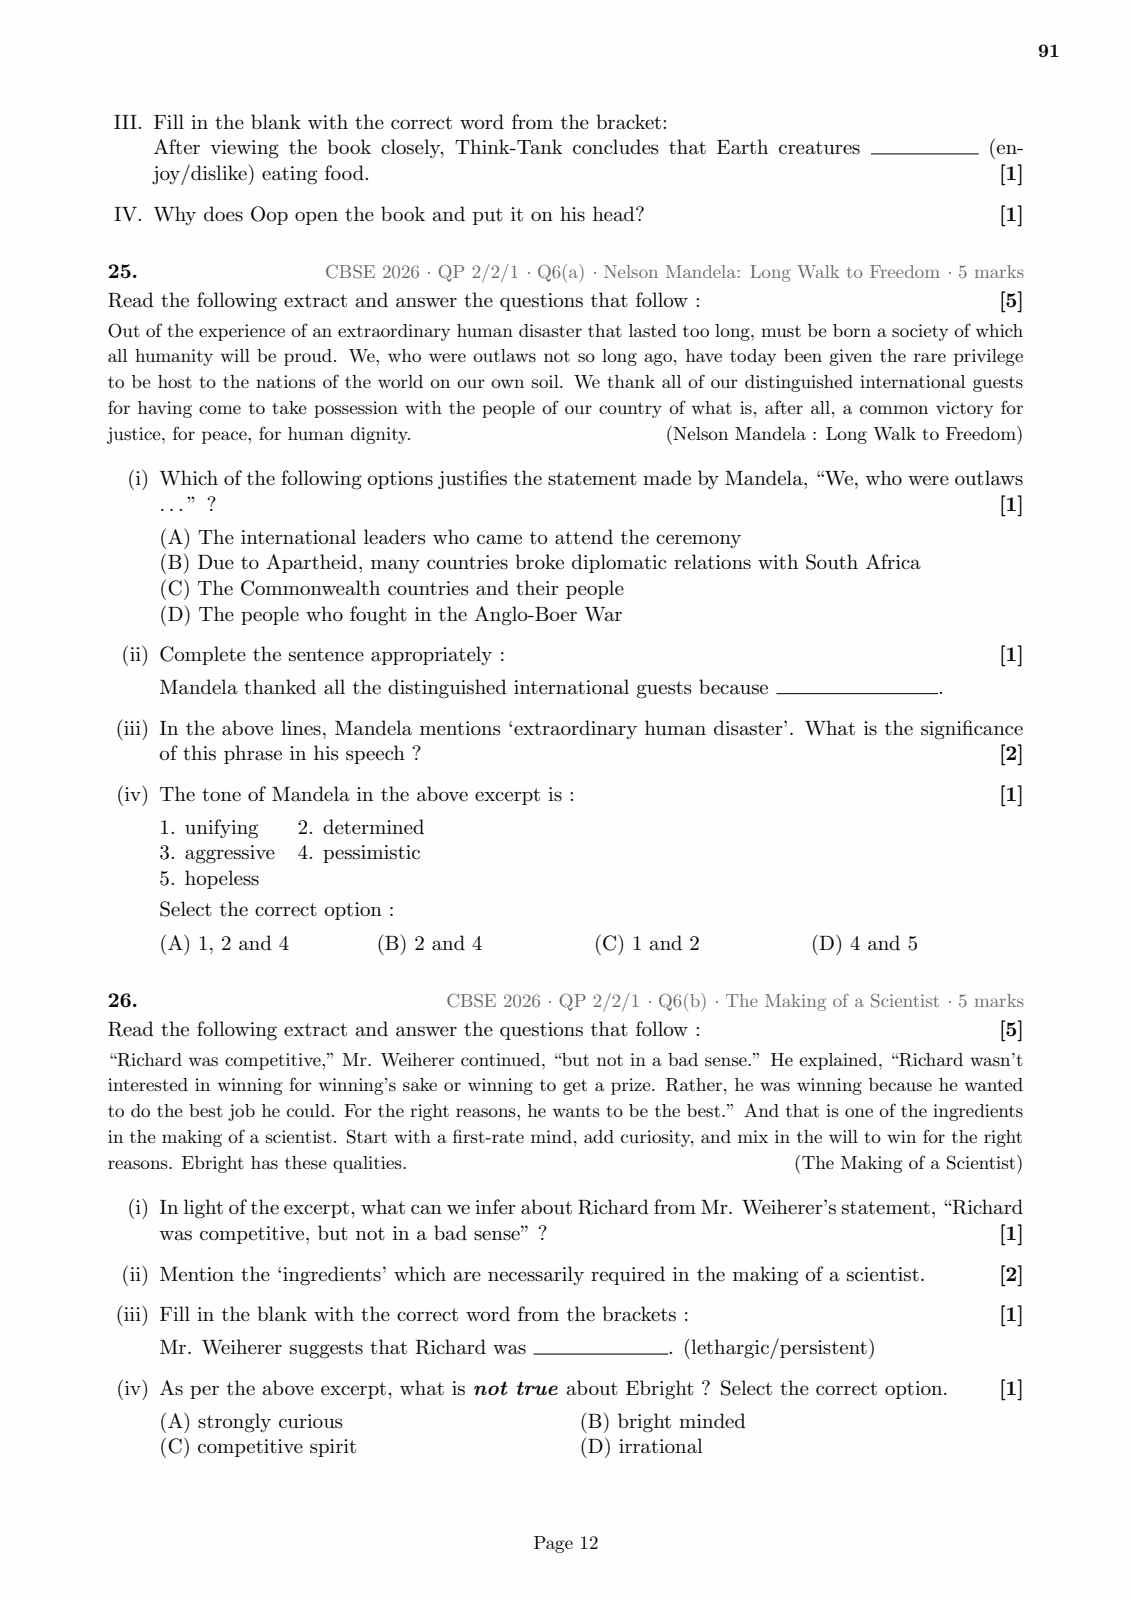 91
III. Fill in the blank with the correct word from the bracket:
After viewing the book closely, Think-Tank concludes that Earth creatures __________ (en-
joy/dislike) eating food. [1]
IV. Why does Oop open the book and put it on his head? [1]
25. CBSE 2026 · QP 2/2/1 · Q6(a) · Nelson Mandela: Long Walk to Freedom · 5 marks
Read the following extract and answer the questions that follow : [5]
Out of the experience of an extraordinary human disaster that lasted too long, must be born a society of which
all humanity will be proud. We, who were outlaws not so long ago, have today been given the rare privilege
to be host to the nations of the world on our own soil. We thank all of our distinguished international guests
for having come to take possession with the people of our country of what is, after all, a common victory for
justice, for peace, for human dignity. (Nelson Mandela : Long Walk to Freedom)
(i) Which of the following options justifies the statement made by Mandela, “We, who were outlaws
...” ? [1]
(A) The international leaders who came to attend the ceremony
(B) Due to Apartheid, many countries broke diplomatic relations with South Africa
(C) The Commonwealth countries and their people
(D) The people who fought in the Anglo-Boer War
(ii) Complete the sentence appropriately : [1]
Mandela thanked all the distinguished international guests because _______________.
(iii) In the above lines, Mandela mentions ‘extraordinary human disaster’. What is the significance
of this phrase in his speech ? [2]
(iv) The tone of Mandela in the above excerpt is : [1]
1. unifying 2. determined
3. aggressive 4. pessimistic
5. hopeless
Select the correct option :
(A) 1, 2 and 4 (B) 2 and 4 (C) 1 and 2 (D) 4 and 5
26. CBSE 2026 · QP 2/2/1 · Q6(b) · The Making of a Scientist · 5 marks
Read the following extract and answer the questions that follow : [5]
“Richard was competitive,” Mr. Weiherer continued, “but not in a bad sense.” He explained, “Richard wasn’t
interested in winning for winning’s sake or winning to get a prize. Rather, he was winning because he wanted
to do the best job he could. For the right reasons, he wants to be the best.” And that is one of the ingredients
in the making of a scientist. Start with a first-rate mind, add curiosity, and mix in the will to win for the right
reasons. Ebright has these qualities. (The Making of a Scientist)
(i) In light of the excerpt, what can we infer about Richard from Mr. Weiherer’s statement, “Richard
was competitive, but not in a bad sense” ? [1]
(ii) Mention the ‘ingredients’ which are necessarily required in the making of a scientist. [2]
(iii) Fill in the blank with the correct word from the brackets : [1]
Mr. Weiherer suggests that Richard was ____________. (lethargic/persistent)
(iv) As per the above excerpt, what is not true about Ebright ? Select the correct option. [1]
(A) strongly curious (B) bright minded
(C) competitive spirit (D) irrational
Page 12